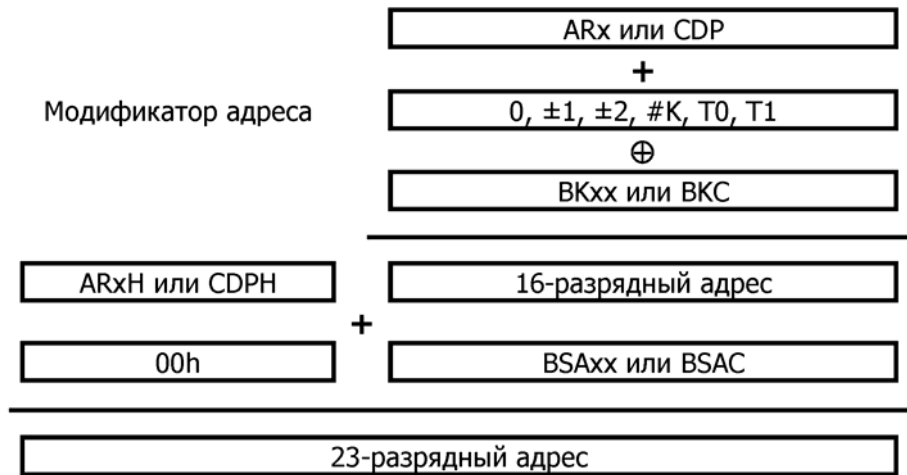 ARx или CDP
+
Модификатор адреса 0, ±1, ±2, #K, T0, T1
⊕
BKxx или BKC
ARxH или CDPH 16-разрядный адрес
+
00h BSAxx или BSAC
23-разрядный адрес